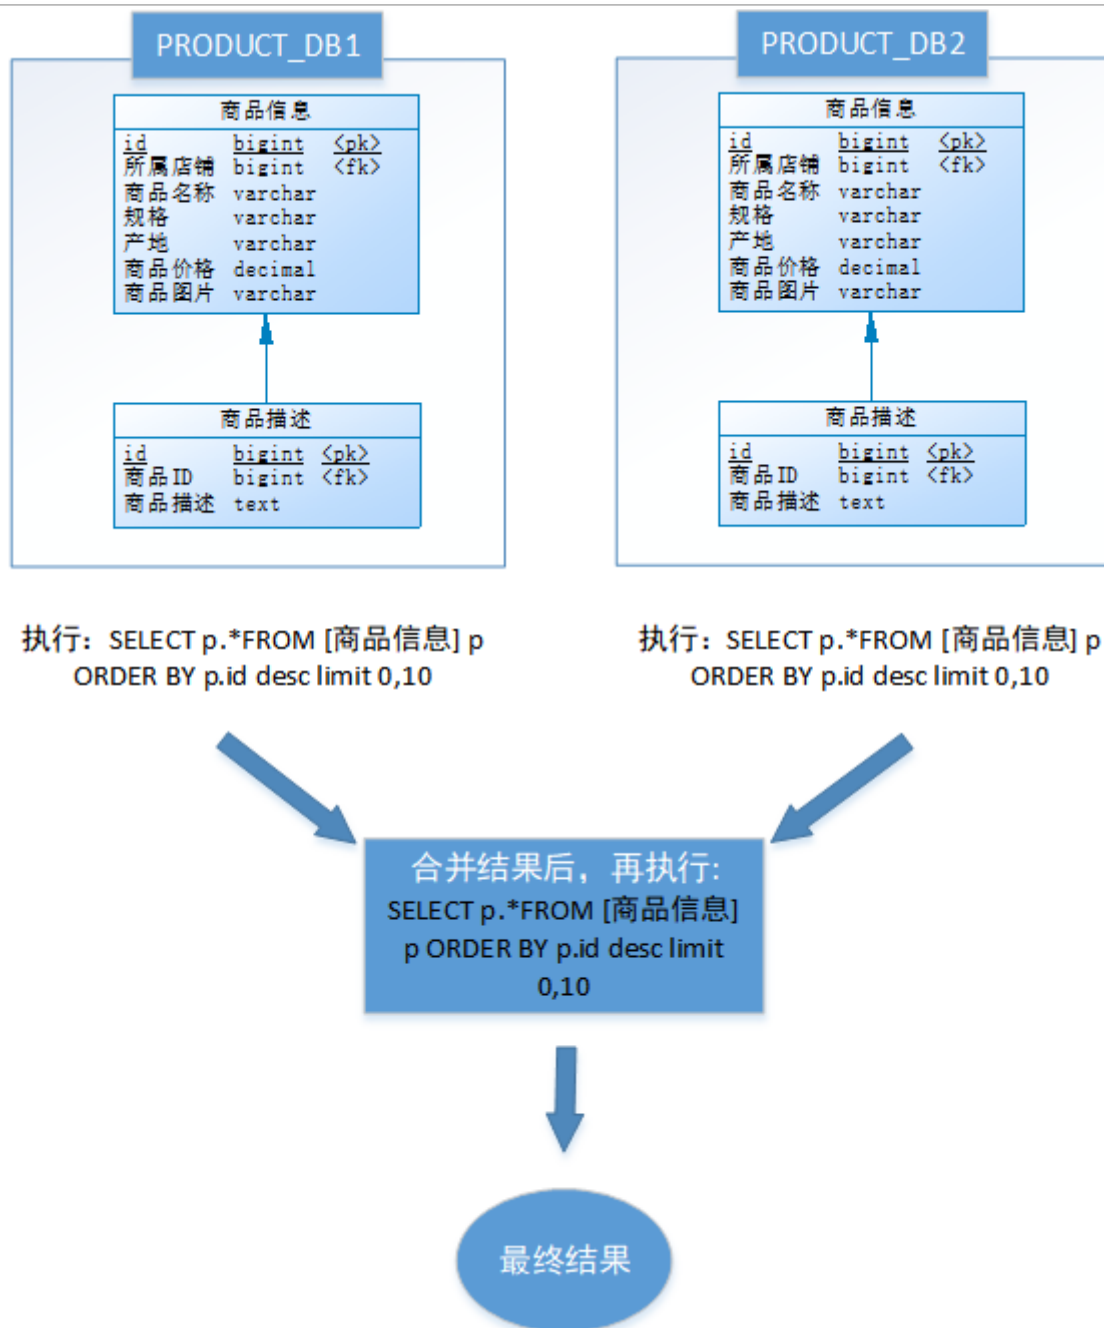 PRODUCT_DB1
商品信息
id bigint <pk>
所属店铺 bigint <fk>
商品名称 varchar
规格 varchar
产地 varchar
商品价格 decimal
商品图片 varchar
商品描述
id bigint <pk>
商品ID bigint <fk>
商品描述 text
执行：SELECT p.*FROM [商品信息] p
ORDER BY p.id desc limit 0,10
PRODUCT_DB2
商品信息
id bigint <pk>
所属店铺 bigint <fk>
商品名称 varchar
规格 varchar
产地 varchar
商品价格 decimal
商品图片 varchar
商品描述
id bigint <pk>
商品ID bigint <fk>
商品描述 text
执行：SELECT p.*FROM [商品信息] p
ORDER BY p.id desc limit 0,10
合并结果后，再执行:
SELECT p.*FROM [商品信息]
p ORDER BY p.id desc limit
0,10
最终结果